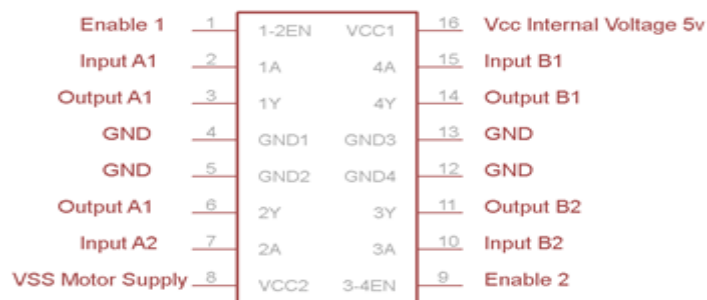 Enable 1 1 1-2EN VCC1 16 Vcc Internal Voltage 5v
Input A1 2 1A 4A 15 Input B1
Output A1 3 1Y 4Y 14 Output B1
GND 4 GND1 GND3 13 GND
GND 5 GND2 GND4 12 GND
Output A1 6 2Y 3Y 11 Output B2
Input A2 7 2A 3A 10 Input B2
VSS Motor Supply 8 VCC2 3-4EN 9 Enable 2